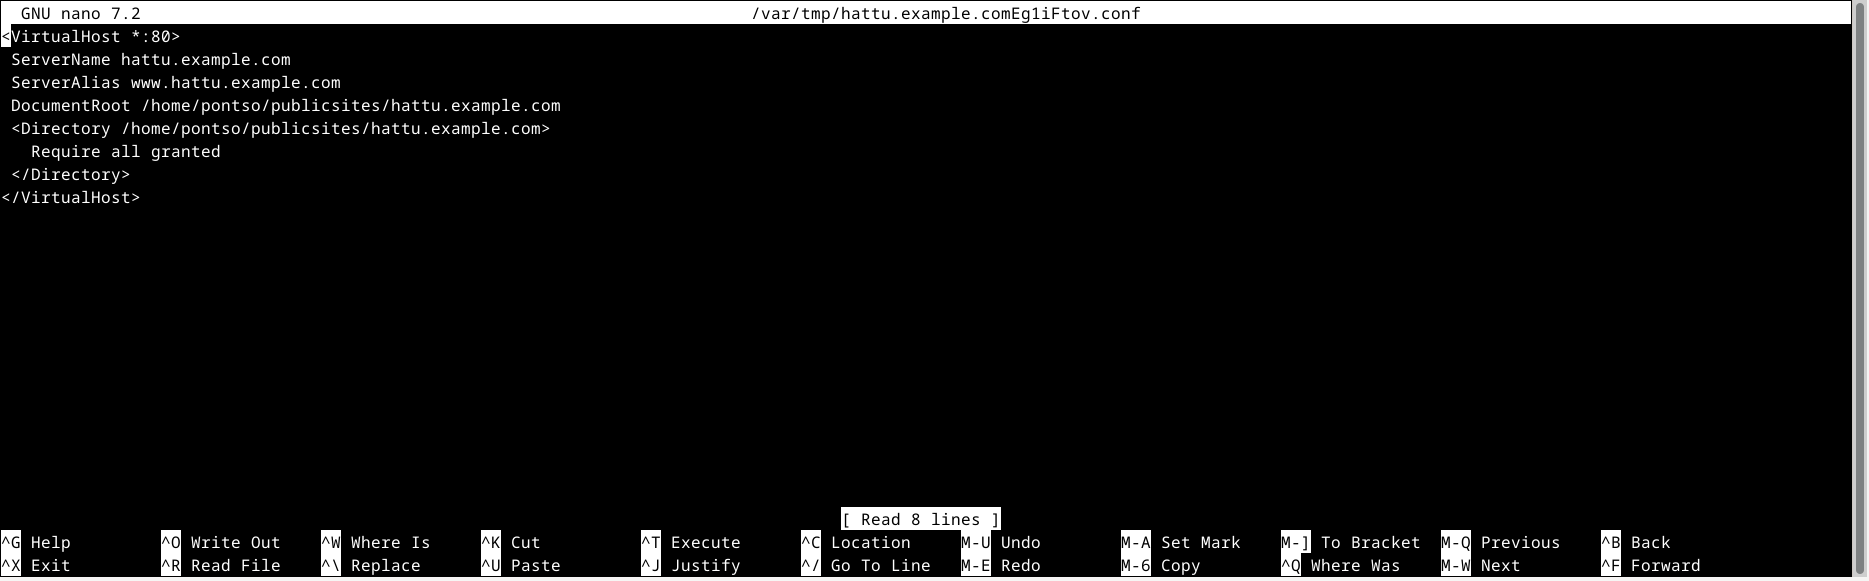 GNU nano 7.2 /var/tmp/hattu.example.comEg1iFtov.conf
<VirtualHost *:80>
 ServerName hattu.example.com
 ServerAlias www.hattu.example.com
 DocumentRoot /home/pontso/publicsites/hattu.example.com
 <Directory /home/pontso/publicsites/hattu.example.com>
   Require all granted
 </Directory>
</VirtualHost>
[ Read 8 lines ]
^G Help ^O Write Out ^W Where Is ^K Cut ^T Execute ^C Location M-U Undo M-A Set Mark M-] To Bracket M-Q Previous ^B Back
^X Exit ^R Read File ^\ Replace ^U Paste ^J Justify ^/ Go To Line M-E Redo M-6 Copy ^Q Where Was M-W Next ^F Forward